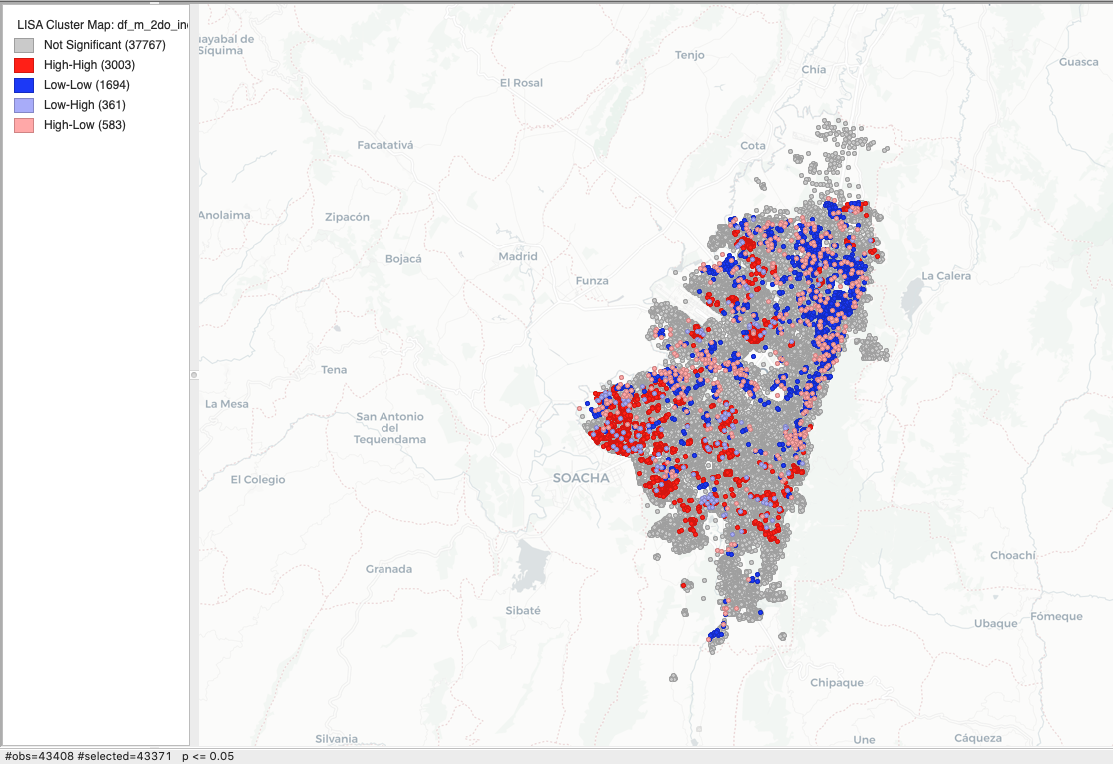 LISA Cluster Map: df_m_2do_in
Not Significant (37767)
High-High (3003)
Low-Low (1694)
Low-High (361)
High-Low (583)
uayabal de
Síquima
Tenjo
Chía
Guasca
El Rosal
Facatativá
Cota
Anolaima
Zipacón
Bojacá
Madrid
Funza
La Calera
Tena
La Mesa
San Antonio
del
Tequendama
El Colegio
SOACHA
Granada
Choachí
Sibaté
Ubaque
Fómeque
Chipaque
Silvania
Une
Cáqueza
#obs=43408 #selected=43371 p <= 0.05